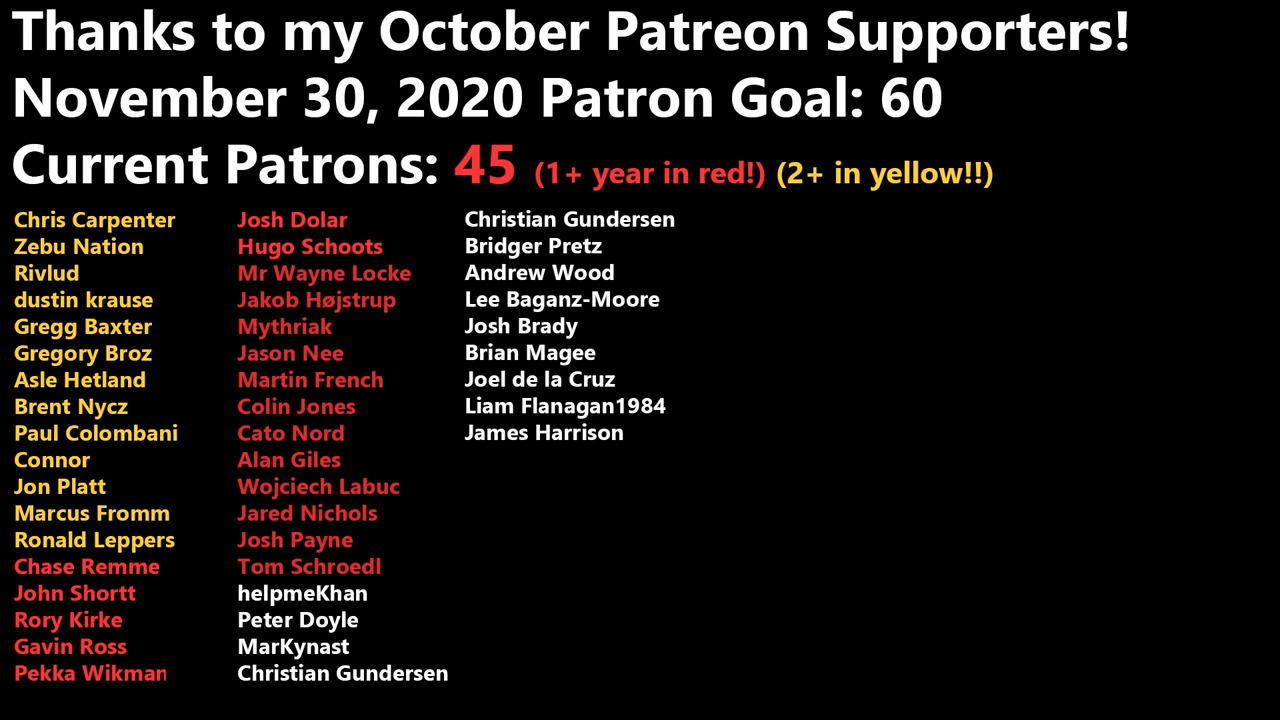 Thanks to my October Patreon Supporters!
November 30, 2020 Patron Goal: 60
Current Patrons: 45 (1+ year in red!) (2+ in yellow!!)
Chris Carpenter
Zebu Nation
Rivlud
dustin krause
Gregg Baxter
Gregory Broz
Asle Hetland
Brent Nycz
Paul Colombani
Connor
Jon Platt
Marcus Fromm
Ronald Leppers
Chase Remme
John Shortt
Rory Kirke
Gavin Ross
Pekka Wikman
Josh Dolar
Hugo Schoots
Mr Wayne Locke
Jakob Højstrup
Mythriak
Jason Nee
Martin French
Colin Jones
Cato Nord
Alan Giles
Wojciech Labuc
Jared Nichols
Josh Payne
Tom Schroedl
helpmeKhan
Peter Doyle
MarKynast
Christian Gundersen
Christian Gundersen
Bridger Pretz
Andrew Wood
Lee Baganz-Moore
Josh Brady
Brian Magee
Joel de la Cruz
Liam Flanagan1984
James Harrison